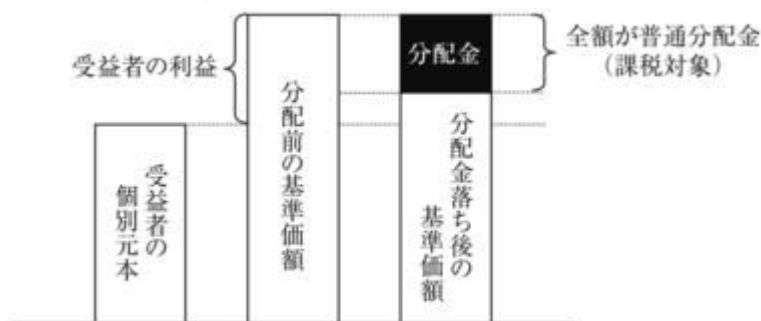 受益者の利益
分配金
全額が普通分配金
(課税対象)
受益者の
個別元本
分配前の基準価額
分配金落ち後の
基準価額